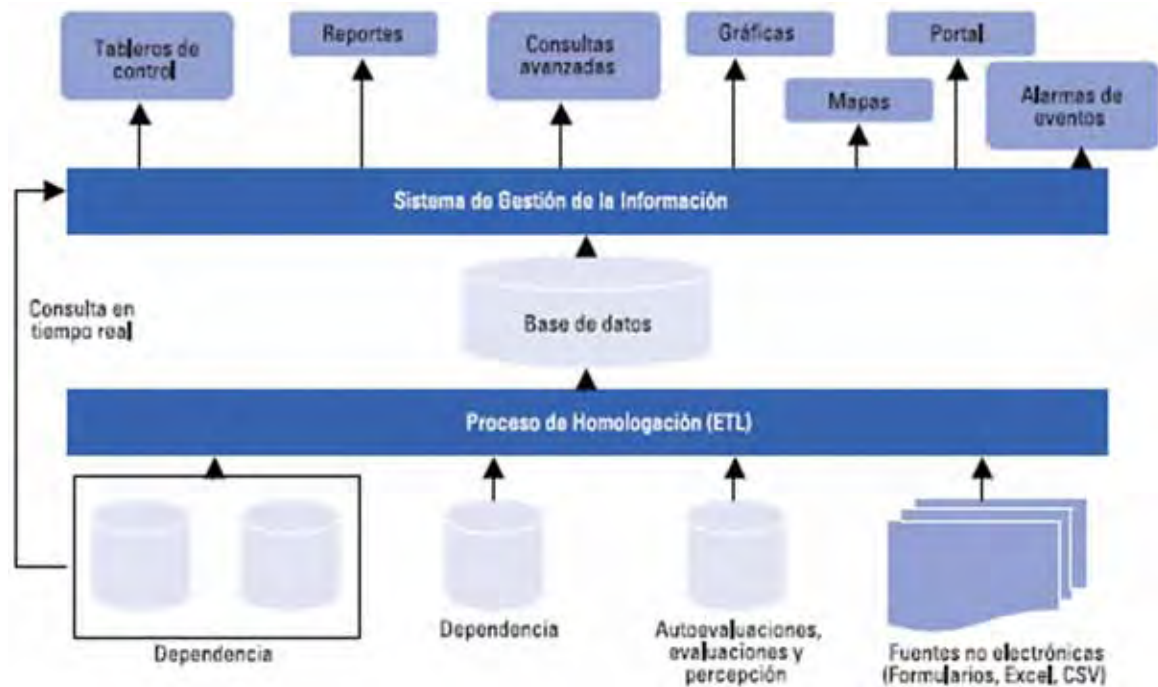 Tableros de
control
Reportes
Consultas
avanzadas
Gráficas
Mapas
Portal
Alarmas de
eventos
Sistema de Gestión de la Información
Consulta en
tiempo real
Base de datos
Proceso de Homologación (ETL)
Dependencia
Dependencia
Autoevaluaciones,
evaluaciones y
percepción
Fuentes no electrónicas
(Formularios, Excel, CSV)